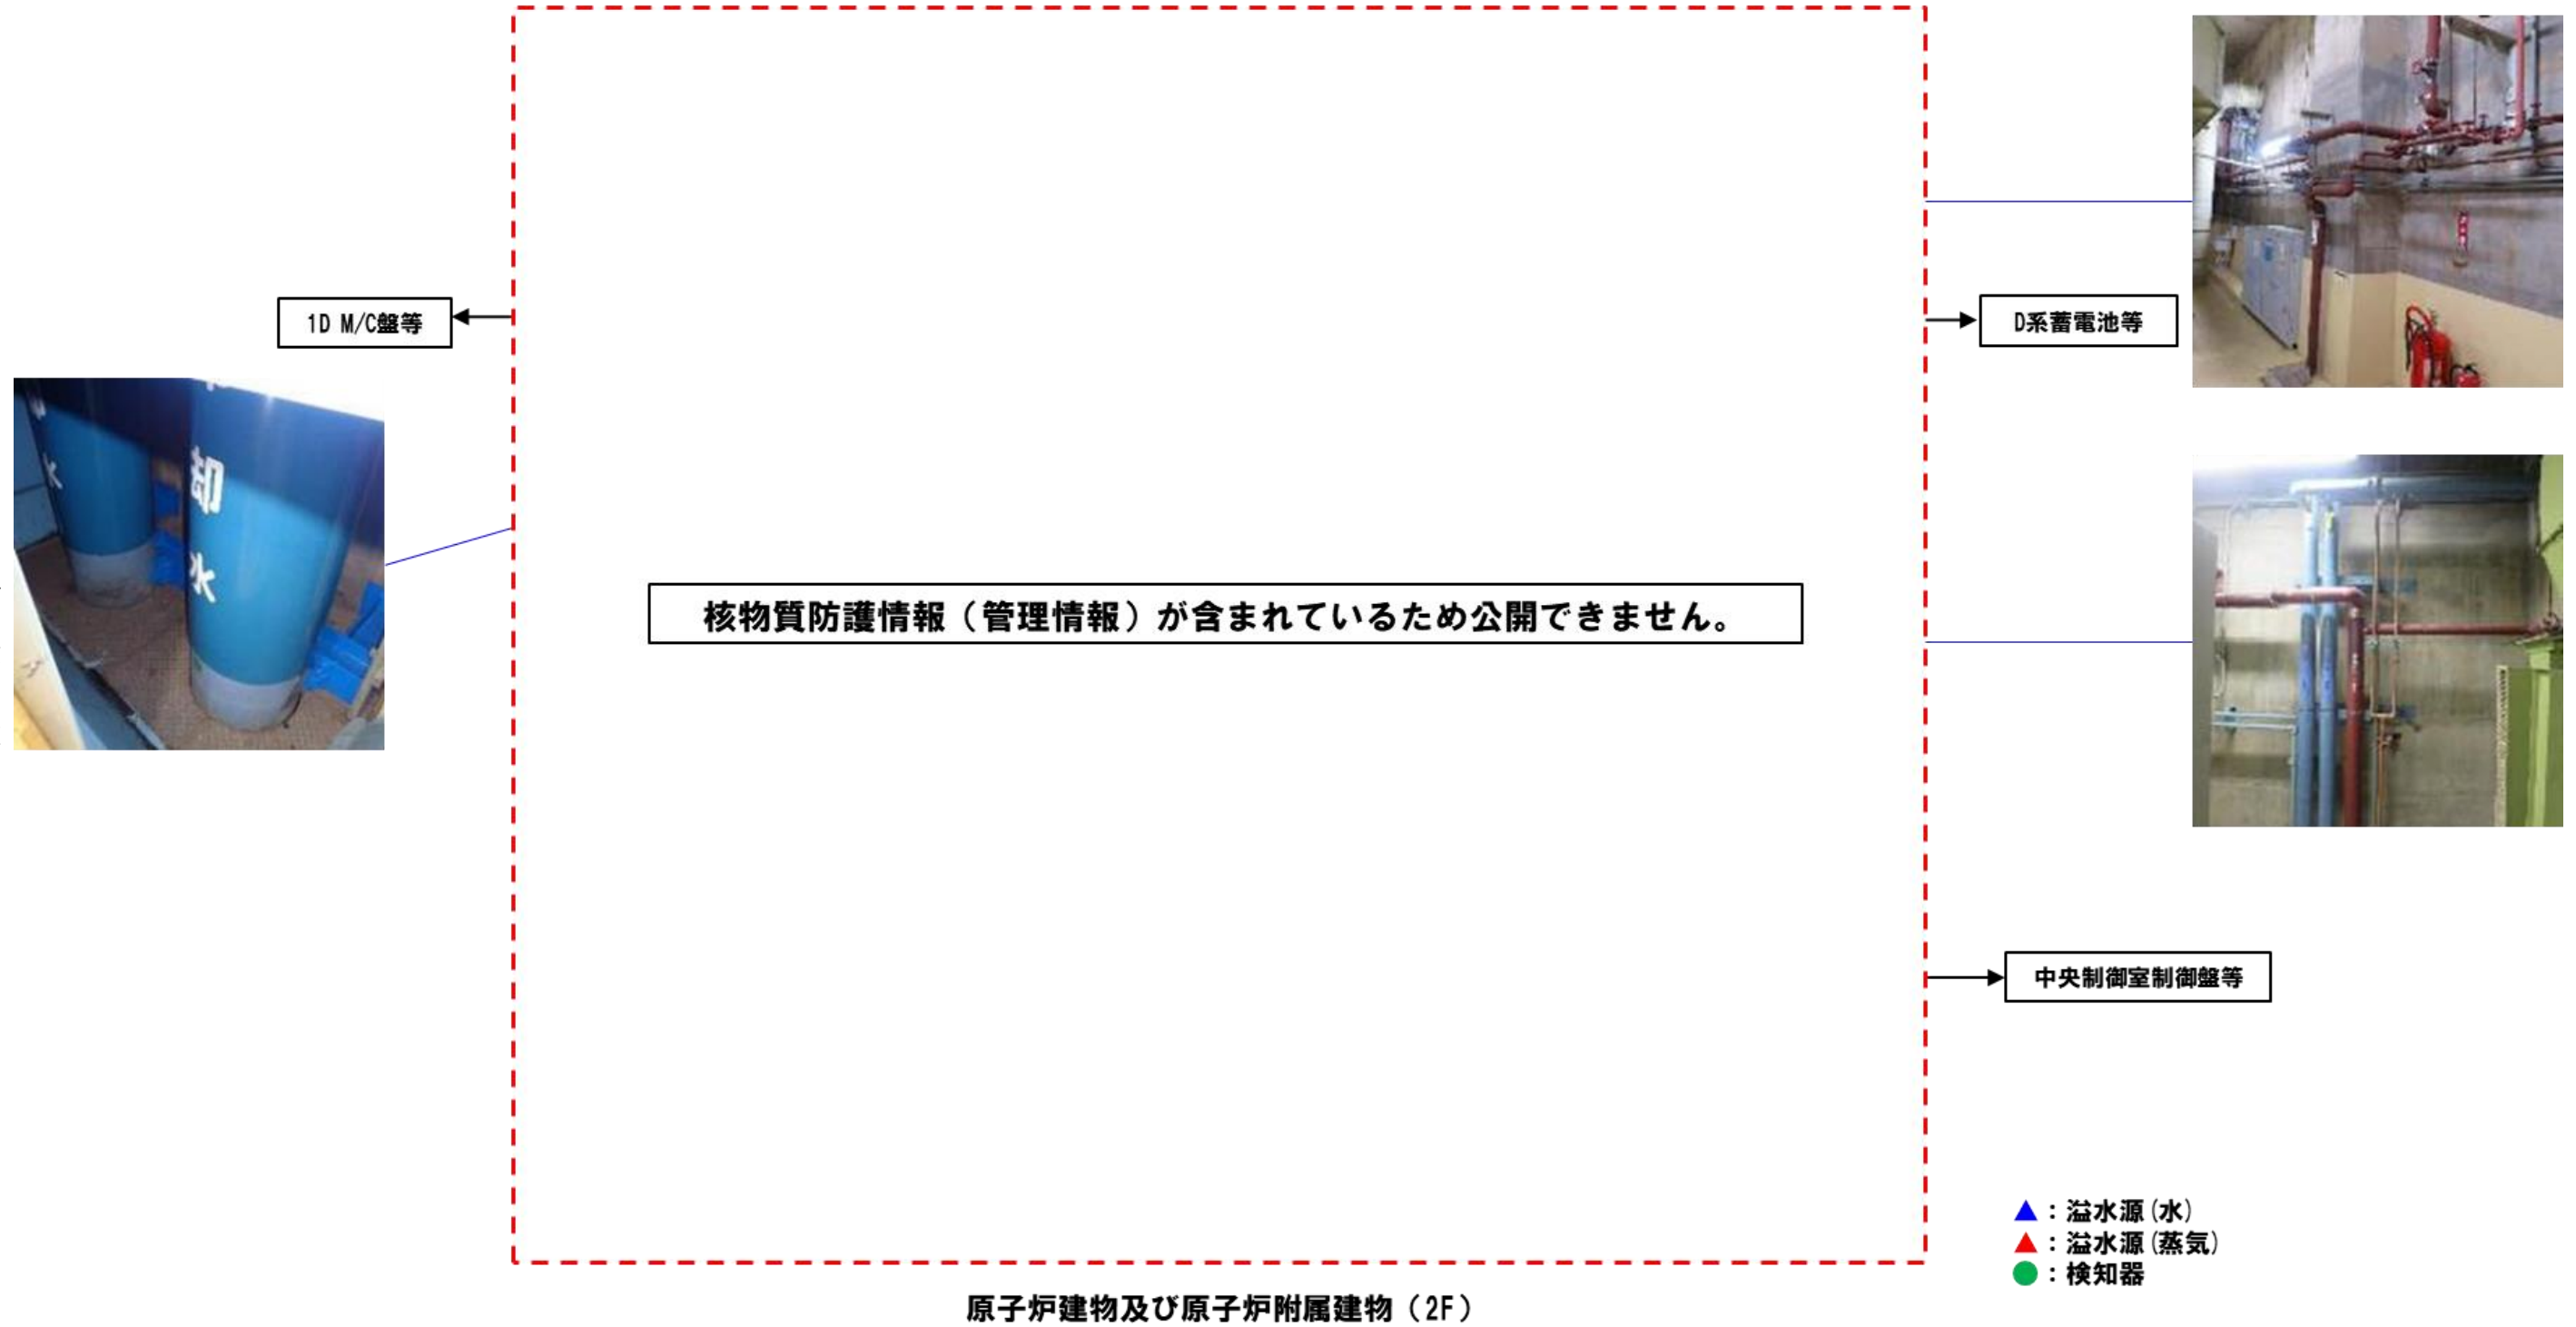 1D M/C盤等
D系蓄電池等
却
水
水
核物質防護情報（管理情報）が含まれているため公開できません。
中央制御室制御盤等
▲：溢水源(水)
▲：溢水源(蒸気)
●：検知器
原子炉建物及び原子炉附属建物（2F）